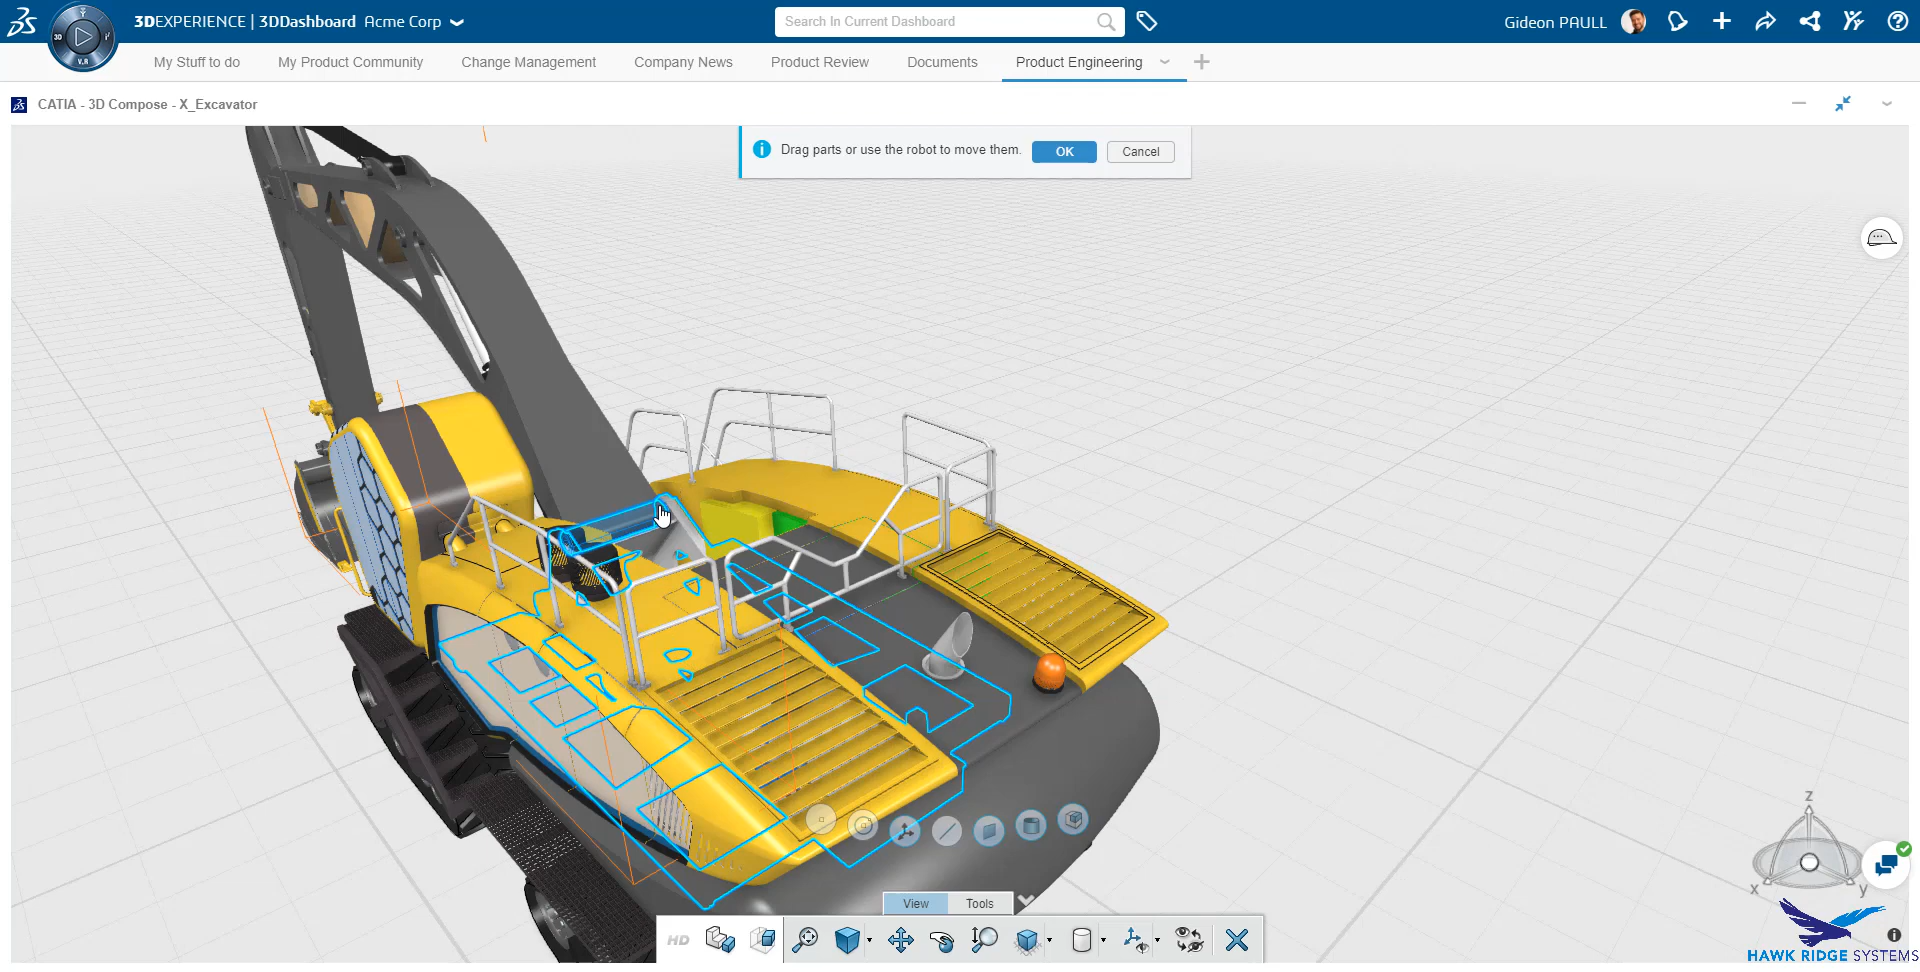 3DEXPERIENCE | 3DDashboard Acme Corp
3D
V.R
Search In Current Dashboard
Gideon PAULL
My Stuff to do
My Product Community
Change Management
Company News
Product Review
Documents
Product Engineering
CATIA - 3D Compose - X_Excavator
Drag parts or use the robot to move them.
OK
Cancel
z
x
y
View
Tools
HD
HAWK RIDGE SYSTEMS